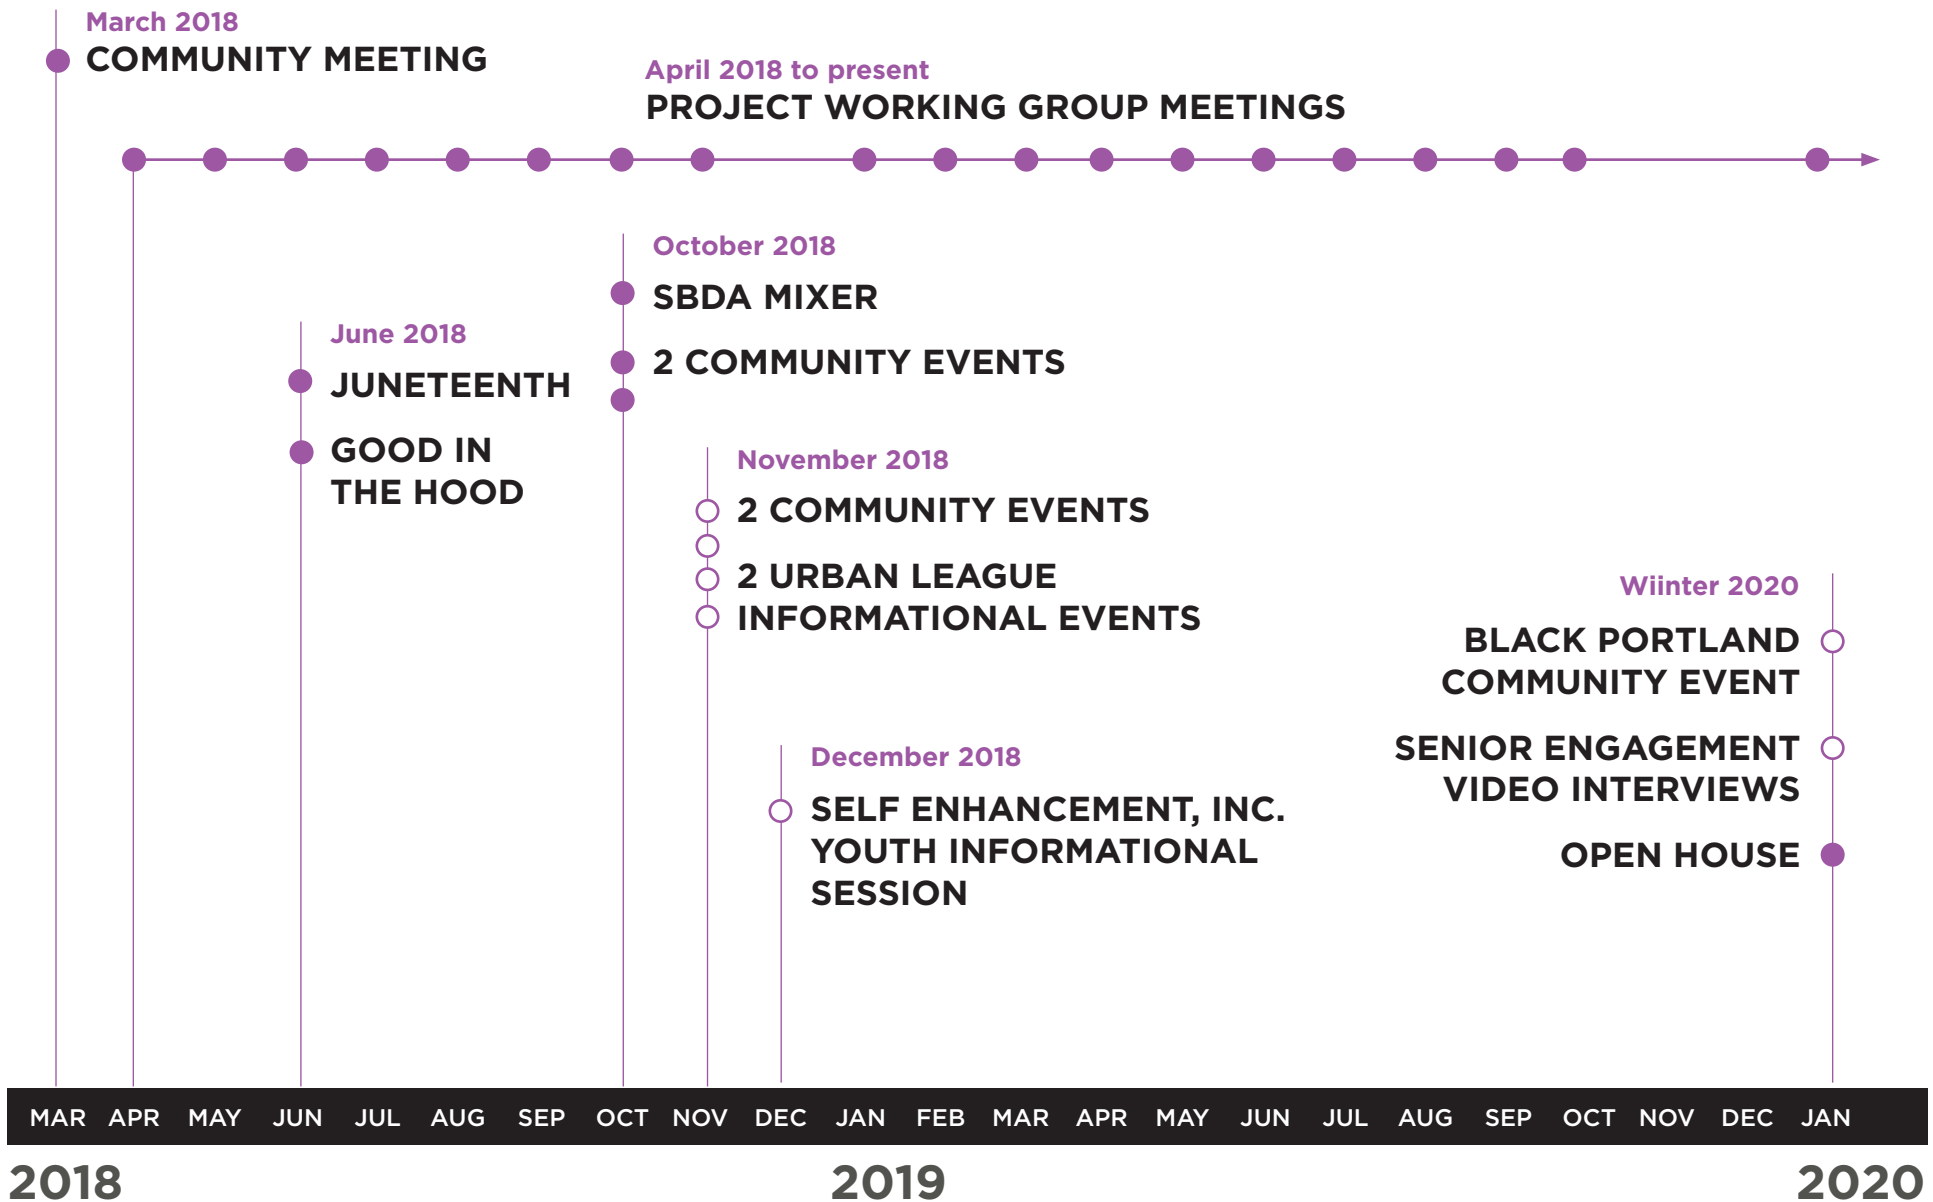 March 2018
COMMUNITY MEETING
April 2018 to present
PROJECT WORKING GROUP MEETINGS
October 2018
SBDA MIXER
2 COMMUNITY EVENTS
June 2018
JUNETEENTH
GOOD IN
THE HOOD
November 2018
2 COMMUNITY EVENTS
2 URBAN LEAGUE
INFORMATIONAL EVENTS
Wiinter 2020
BLACK PORTLAND
COMMUNITY EVENT
SENIOR ENGAGEMENT
VIDEO INTERVIEWS
OPEN HOUSE
December 2018
SELF ENHANCEMENT, INC.
YOUTH INFORMATIONAL
SESSION
MAR APR MAY JUN JUL AUG SEP OCT NOV DEC JAN FEB MAR APR MAY JUN JUL AUG SEP OCT NOV DEC JAN
2018 2019 2020